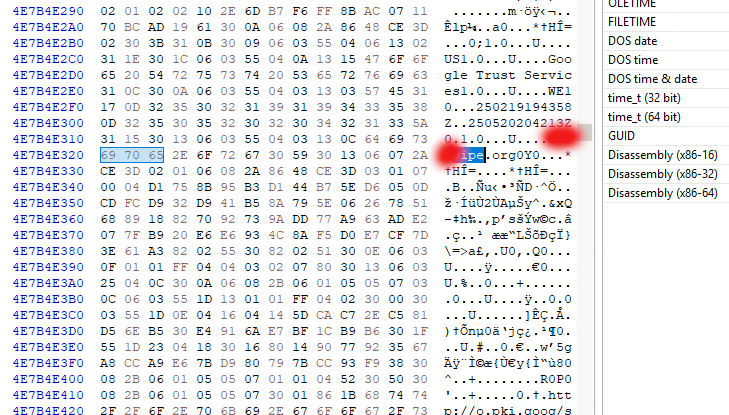 4E7B4E290 02 01 02 02 10 2E 6D B7 F6 FF 8B AC 07 11 .......m·öÿ‹¬..
4E7B4E2A0 70 BC AD 19 61 30 0A 06 08 2A 86 48 CE 3D Êlp¼­.a0...*†HÎ=
4E7B4E2B0 02 30 3B 31 0B 30 09 06 03 55 04 06 13 02 ...0;1.0...U....
4E7B4E2C0 31 1E 30 1C 06 03 55 04 0A 13 15 47 6F 6F US1.0...U....Goo
4E7B4E2D0 65 20 54 72 75 73 74 20 53 65 72 76 69 63 gle Trust Servic
4E7B4E2E0 31 0C 30 0A 06 03 55 04 03 13 03 57 45 31 es1.0...U....WE1
4E7B4E2F0 17 0D 32 35 30 32 31 39 31 39 34 33 35 38 0...250219194358
4E7B4E300 0D 32 35 30 35 32 30 32 30 34 32 31 33 5A Z..250520204213Z
4E7B4E310 31 15 30 13 06 03 55 04 03 13 0C 64 69 73 0.1.0...U....
4E7B4E320 69 70 65 2E 6F 72 67 30 59 30 13 06 07 2A ipe.org0Y0...*
4E7B4E330 CE 3D 02 01 06 08 2A 86 48 CE 3D 03 01 07 †HÎ=....*†HÎ=...
4E7B4E340 00 04 D1 75 8B 95 B3 D1 44 B7 5E D6 05 0D .B..Ñu‹•³ÑD·^Ö..
4E7B4E350 CD FC D9 32 D9 41 B5 8A 79 5E 06 26 78 51 ž·ÍüÙ2ÙAµŠy^.&xQ
4E7B4E360 68 89 18 82 70 92 73 9A DD 77 A9 63 AD E2 -‡h‰.‚p’sšÝw©c­â
4E7B4E370 07 7F B9 20 E6 E6 93 4C 8A F5 D0 E7 CF 7D .ç..¹ ææ“LŠõÐçÏ}
4E7B4E380 3E 61 A3 82 02 55 30 82 02 51 30 0E 06 03 \=>a£‚.U0‚.Q0...
4E7B4E390 0F 01 01 FF 04 04 03 02 07 80 30 13 06 03 U....ÿ.....€0...
4E7B4E3A0 25 04 0C 30 0A 06 08 2B 06 01 05 05 07 03 U.%..0...+......
4E7B4E3B0 0C 06 03 55 1D 13 01 01 FF 04 02 30 00 30 .0...U....ÿ..0.0
4E7B4E3C0 03 55 1D 0E 04 16 04 14 5D CA C7 2E C5 81 ...U......]ÊÇ.Å.
4E7B4E3D0 D5 6E B5 30 E4 91 6A E7 BF 1C B9 B6 30 1F )†Õnµ0ä‘jç¿.¹¶0.
4E7B4E3E0 55 1D 23 04 18 30 16 80 14 90 77 92 35 67 ..U.#..0.€..w’5g
4E7B4E3F0 A8 CC A9 E6 7B D9 80 79 7B CC 93 F9 38 30 Äÿ¨Ì©æ{Ù€y{Ì“ù80
4E7B4E400 08 2B 06 01 05 05 07 01 01 04 52 30 50 30 ^..+........R0P0
4E7B4E410 08 2B 06 01 05 05 07 30 01 86 1B 68 74 74 '..+.....0.†.htt
4E7B4E420 2F 2F 6F 2E 70 6B 69 2E 67 6F 6F 67 2F 73 p://o.pki.goog/s
OLETIME
FILETIME
DOS date
DOS time
DOS time & date
time_t (32 bit)
time_t (64 bit)
GUID
Disassembly (x86-16)
Disassembly (x86-32)
Disassembly (x86-64)